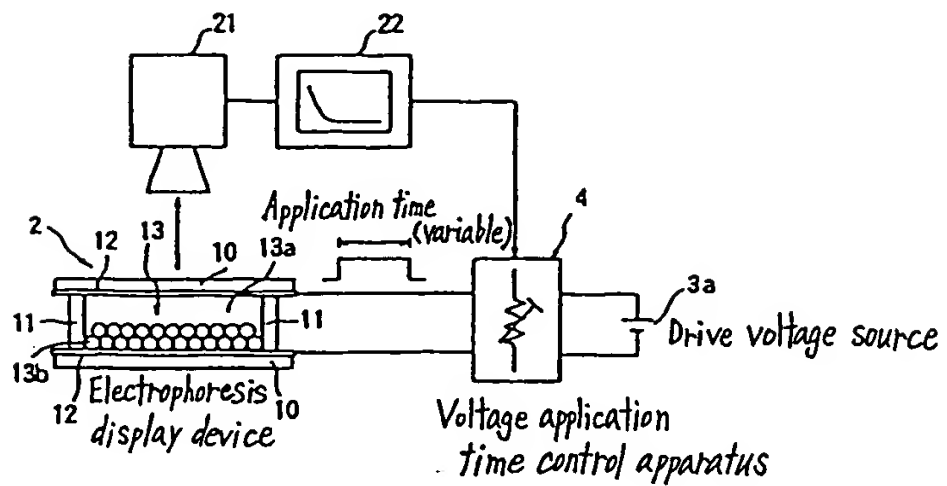 21
22
Application time
(variable)
4
2
12
13
10
13a
3a
11
11
Drive voltage source
13b
12
Electrophoresis
10
display device
Voltage application
time control apparatus